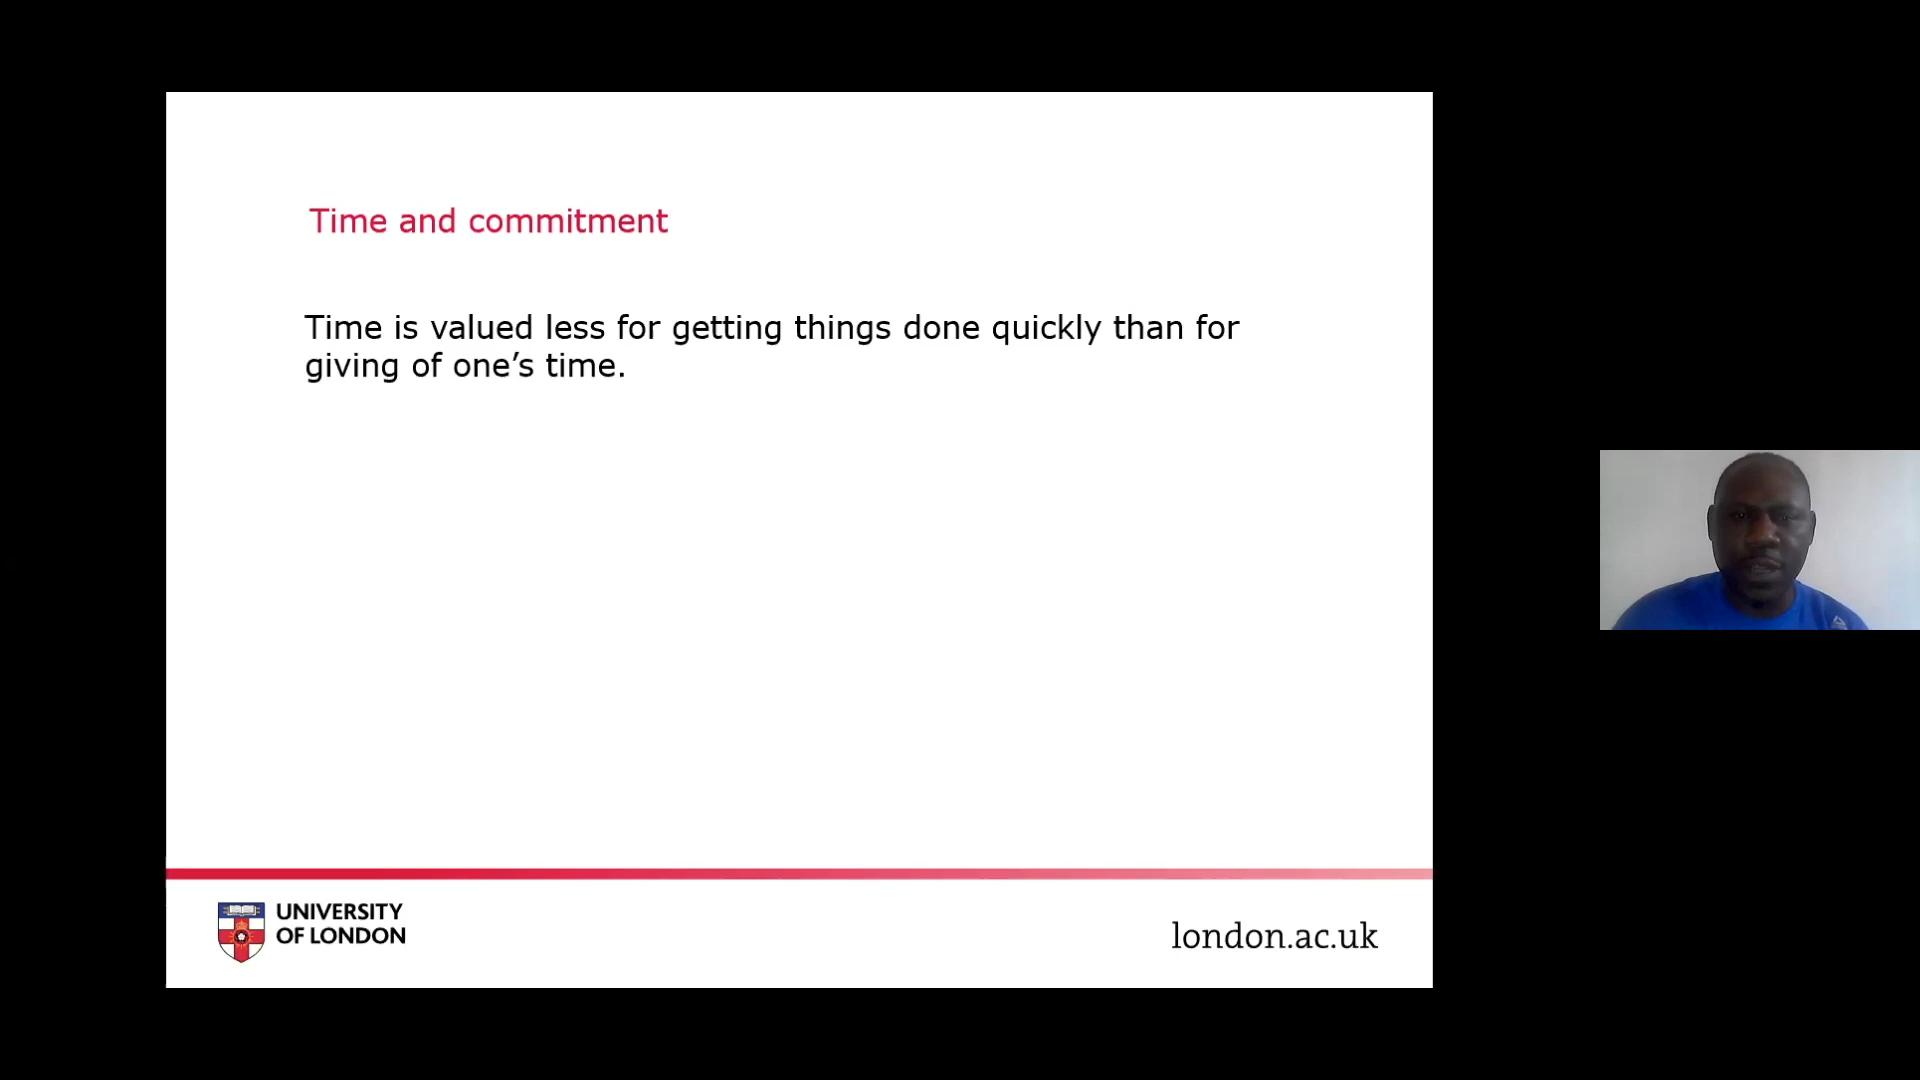 Time and commitment
Time is valued less for getting things done quickly than for
giving of one’s time.
UNIVERSITY
OF LONDON
london.ac.uk